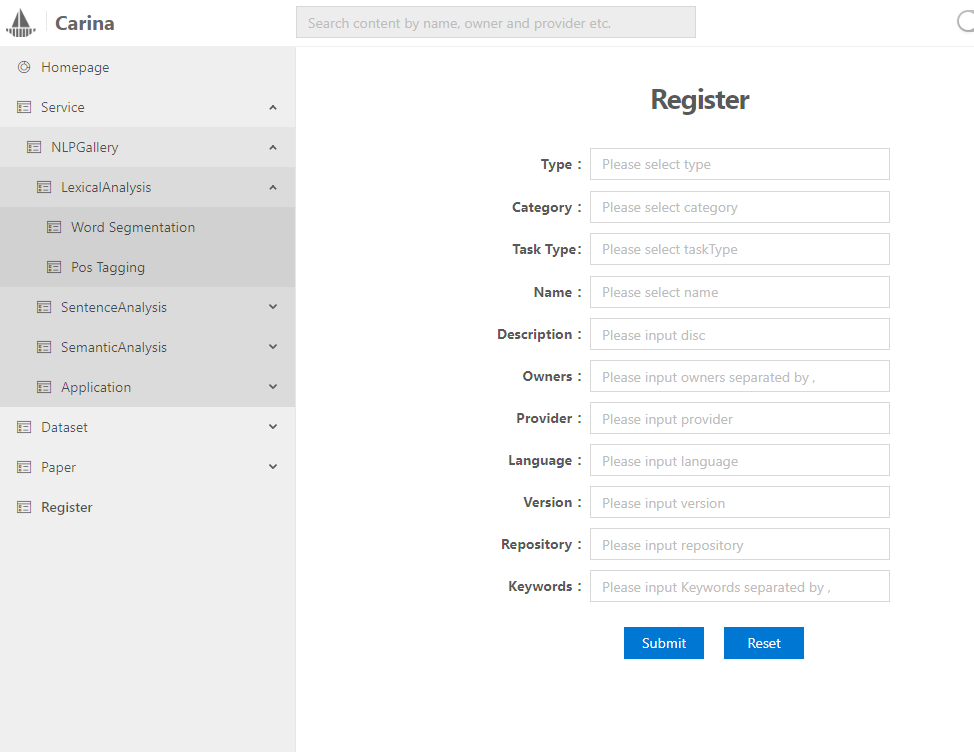 Carina
Search content by name, owner and provider etc.
Homepage
Service
NLPGallery
LexicalAnalysis
Word Segmentation
Pos Tagging
SentenceAnalysis
SemanticAnalysis
Application
Dataset
Paper
Register
Register
Type : Please select type
Category : Please select category
Task Type: Please select taskType
Name : Please select name
Description : Please input disc
Owners : Please input owners separated by ,
Provider : Please input provider
Language : Please input language
Version : Please input version
Repository : Please input repository
Keywords : Please input Keywords separated by ,
Submit Reset